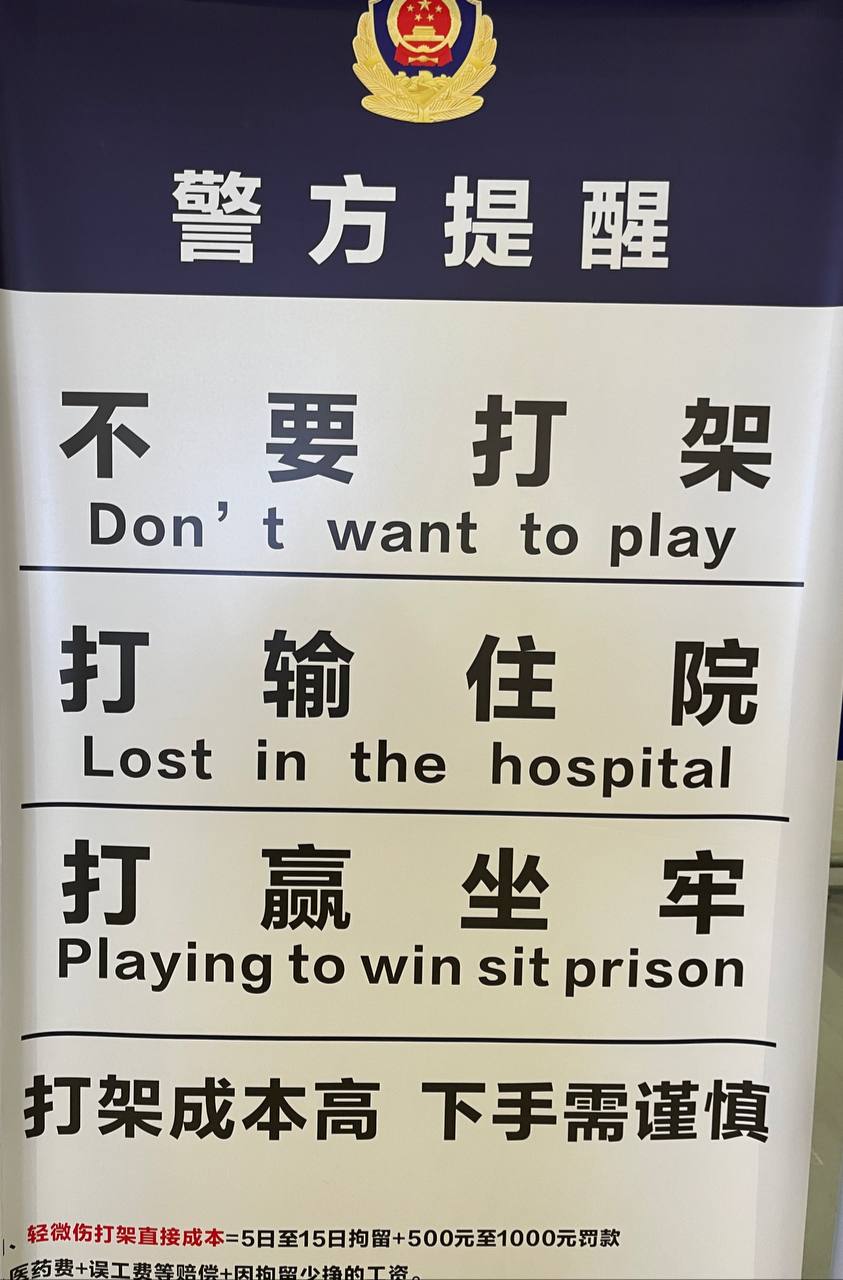 警方提醒
不要打架
Don't want to play
打输住院
Lost in the hospital
打赢坐牢
Playing to win sit prison
打架成本高 下手需谨慎
轻微伤打架直接成本=5日至15日拘留+500元至1000元罚款
医药费+误工费等赔偿+因拘留少挣的工资。